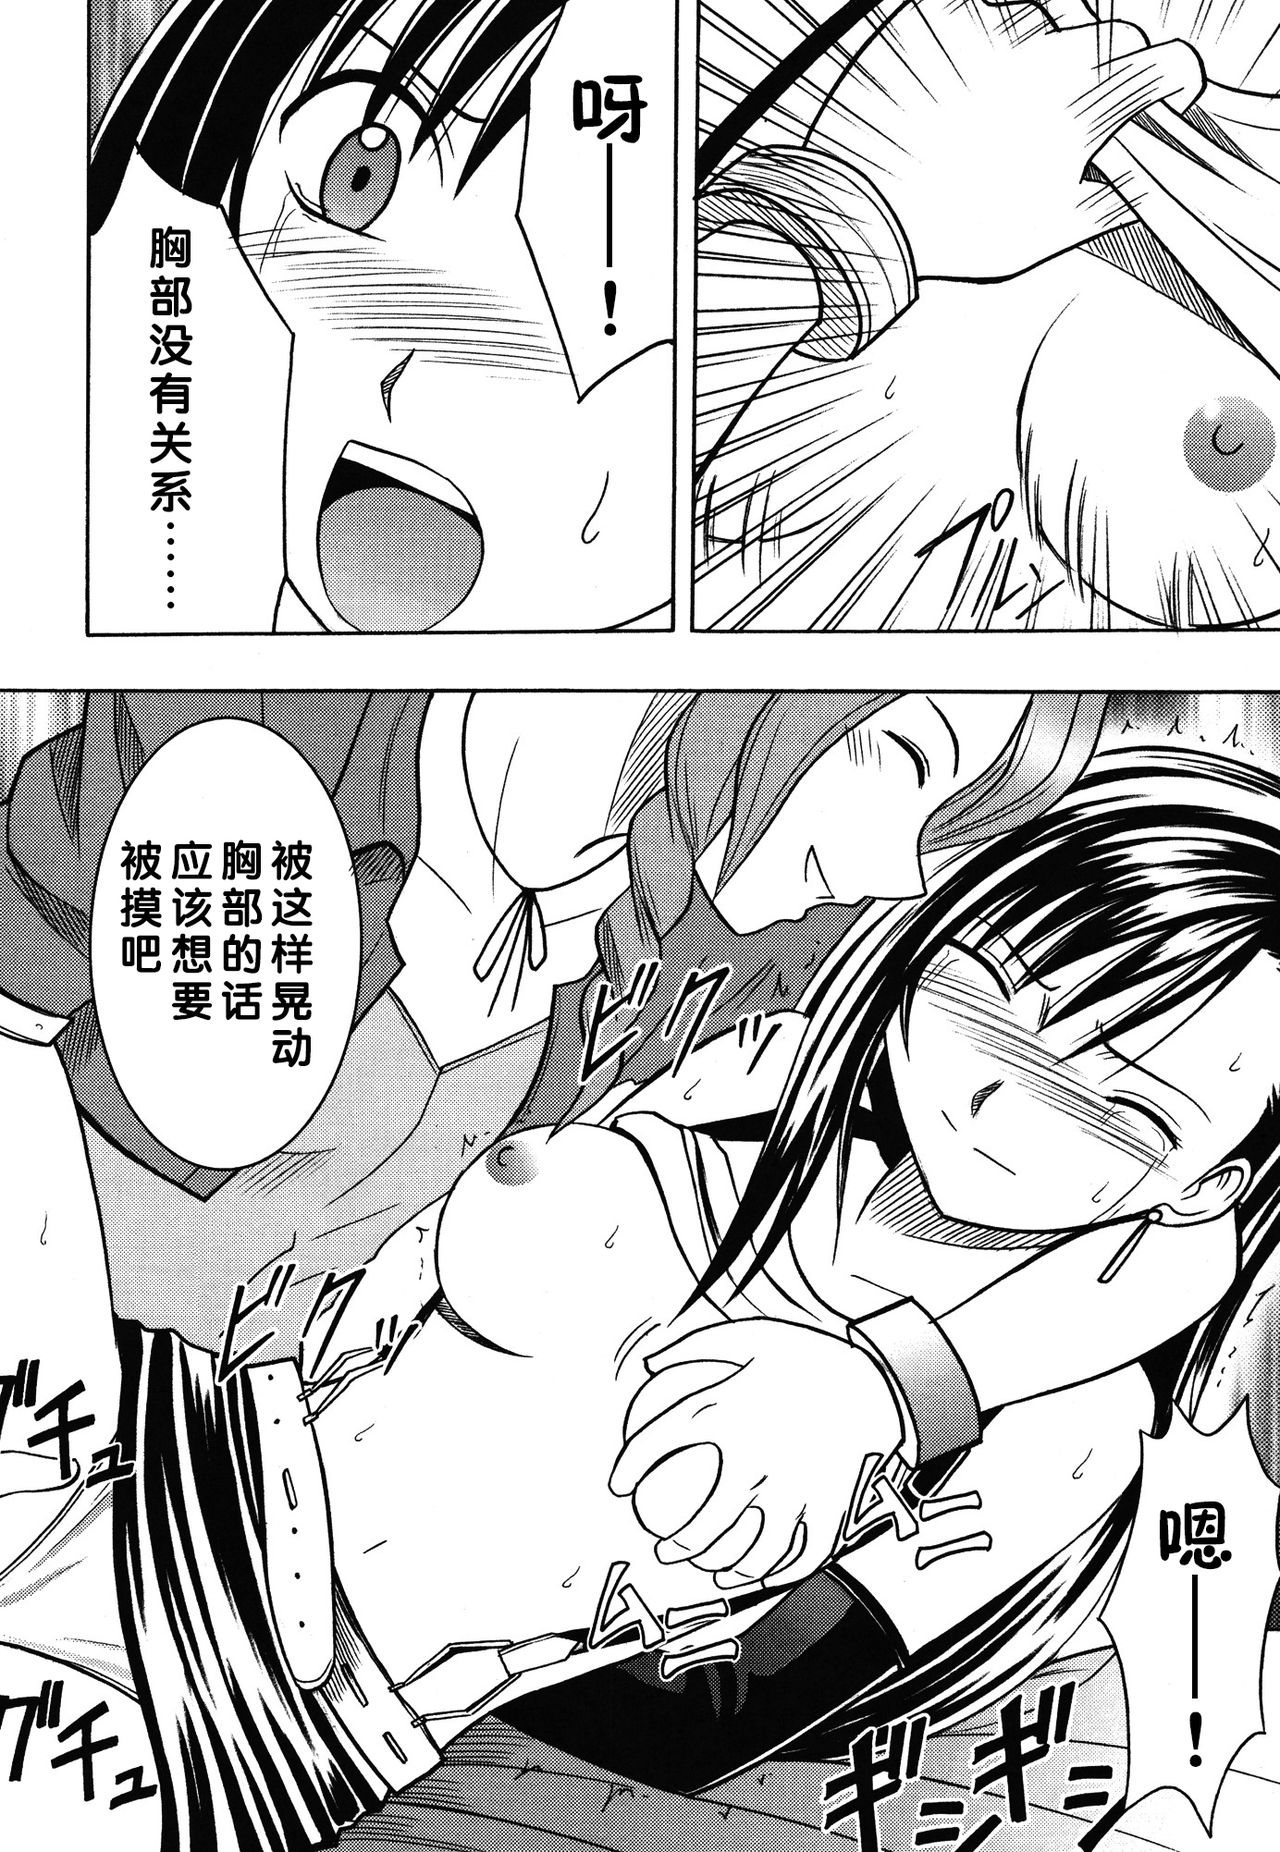 プルン
呀——！
胸部没有关系……
被这样晃动
胸部的话
应该想要
被摸吧
ビク
ビク
グチュ
グチュ
ムニ
ムニ
嗯——！
ギシ
ギシ